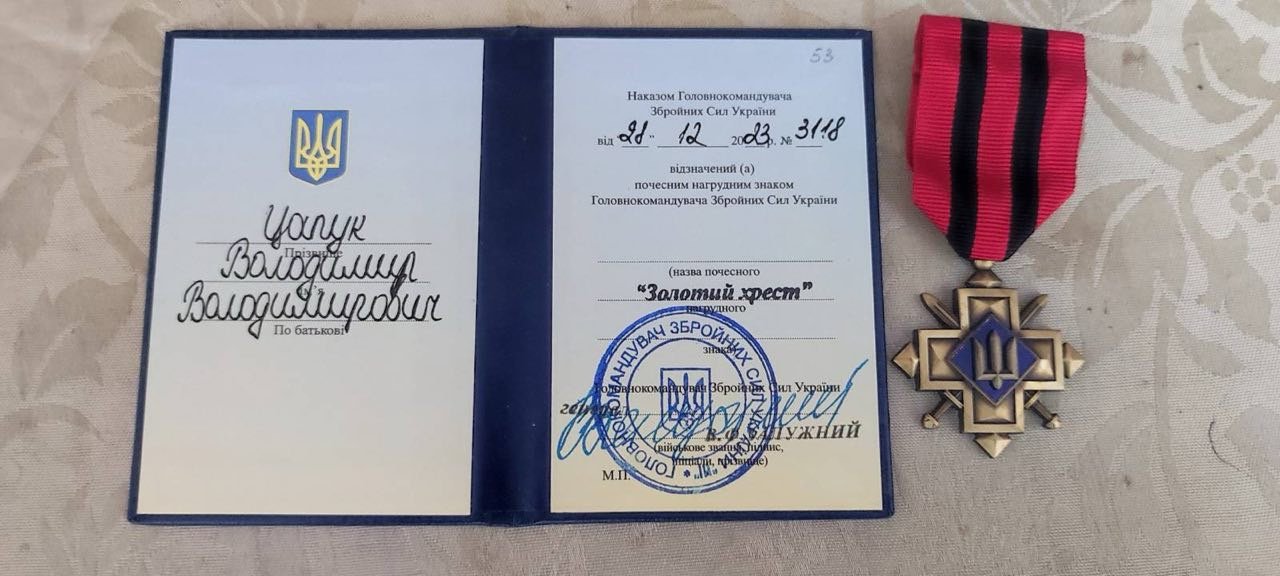 Цапук
Прізвище
Володимир
Володимирович
По батькові
53
Наказом Головнокомандувача
Збройних Сил України
від "28" 12 2023р. № 3118
відзначений (а)
почесним нагрудним знаком
Головнокомандувача Збройних Сил України
(назва почесного
"Золотий хрест"
нагрудного
знака)
Головнокомандувач Збройних Сил України
генерал
В.Ф.ЗАЛУЖНИЙ
(військове звання, підпис,
ініціали, прізвище)
М.П.
ГОЛОВНОКОМАНДУВАЧ ЗБРОЙНИХ СИЛ УКРАЇНИ